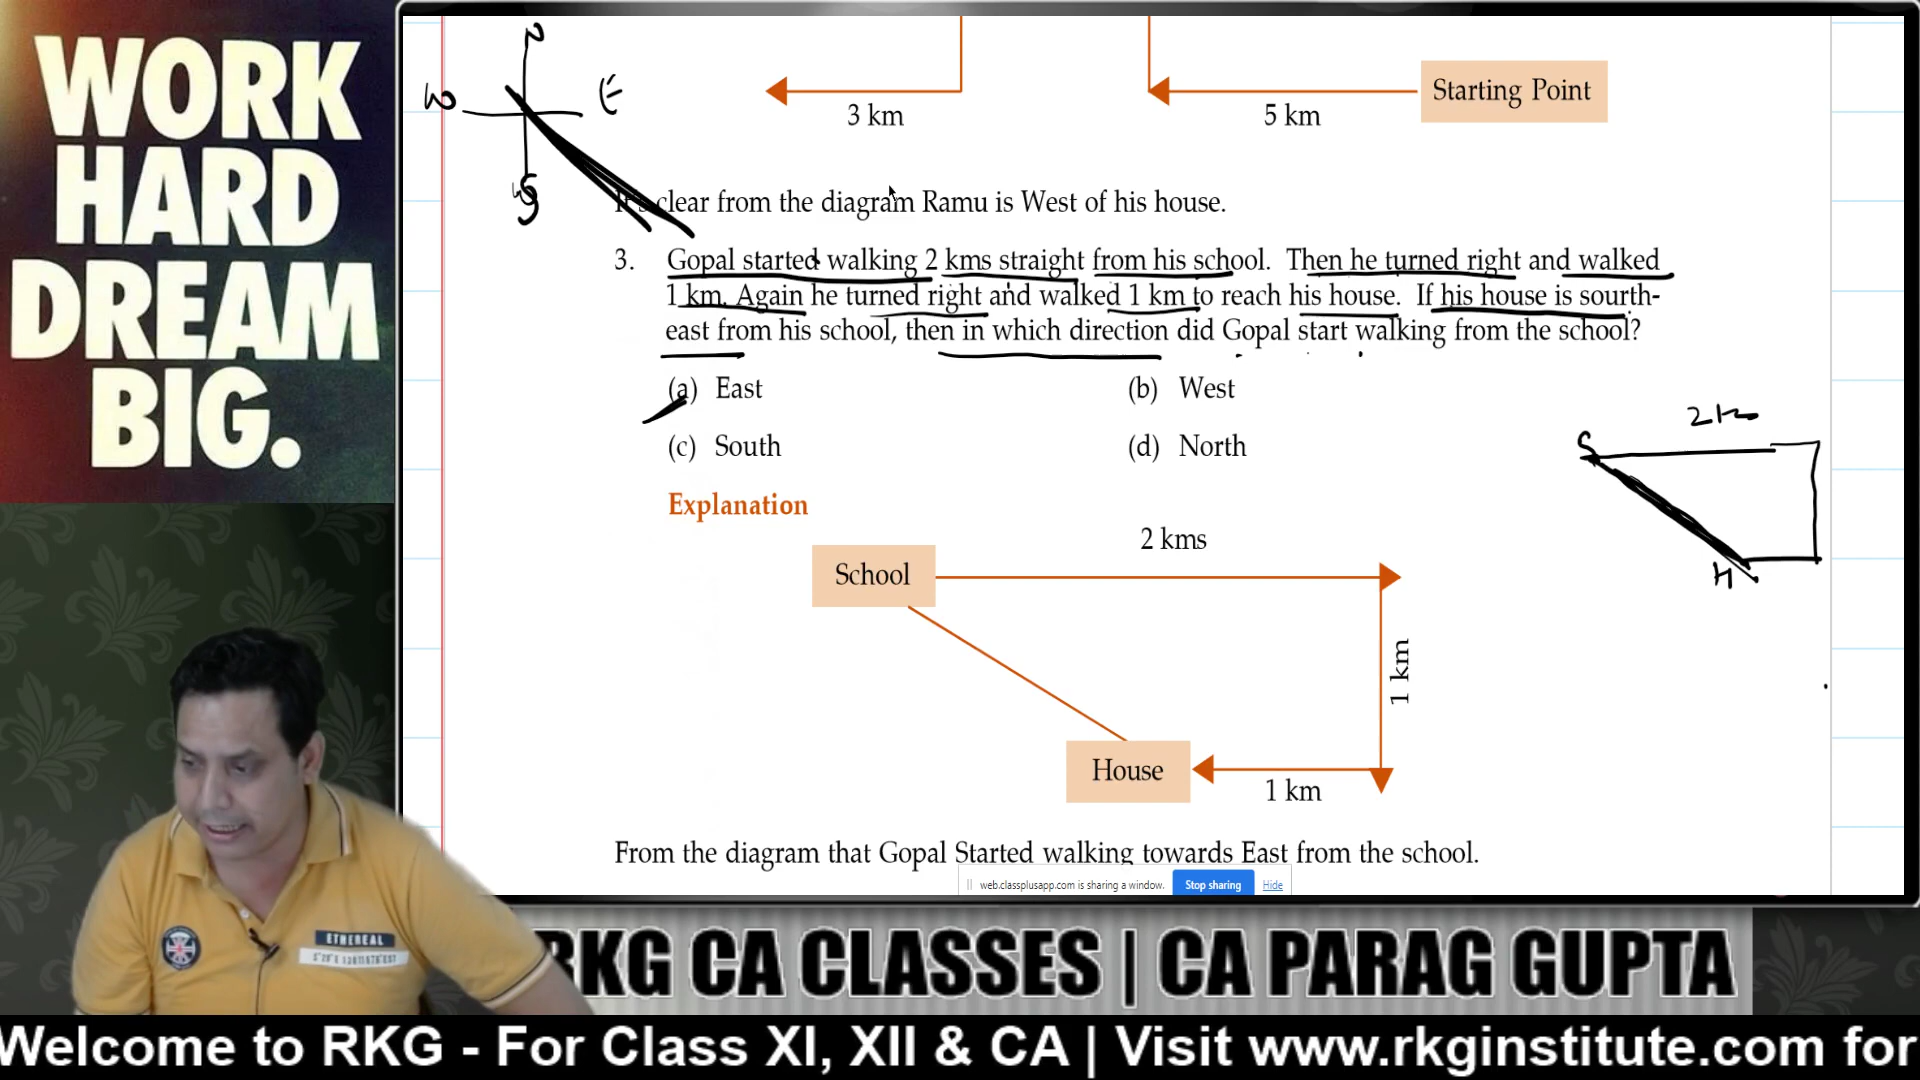 WORK
HARD
DREAM
BIG.
N
W
E
S
3 km
5 km
Starting Point
It's clear from the diagram Ramu is West of his house.
3. Gopal started walking 2 kms straight from his school. Then he turned right and walked
1 km. Again he turned right and walked 1 km to reach his house. If his house is sourth-
east from his school, then in which direction did Gopal start walking from the school?
(a) East
(b) West
(c) South
(d) North
2k
S
H
Explanation
2 kms
School
1 km
House
1 km
From the diagram that Gopal Started walking towards East from the school.
web.classplusapp.com is sharing a window. Stop sharing Hide
ETHEREAL
RKG CA CLASSES | CA PARAG GUPTA
Welcome to RKG - For Class XI, XII & CA | Visit www.rkginstitute.com for